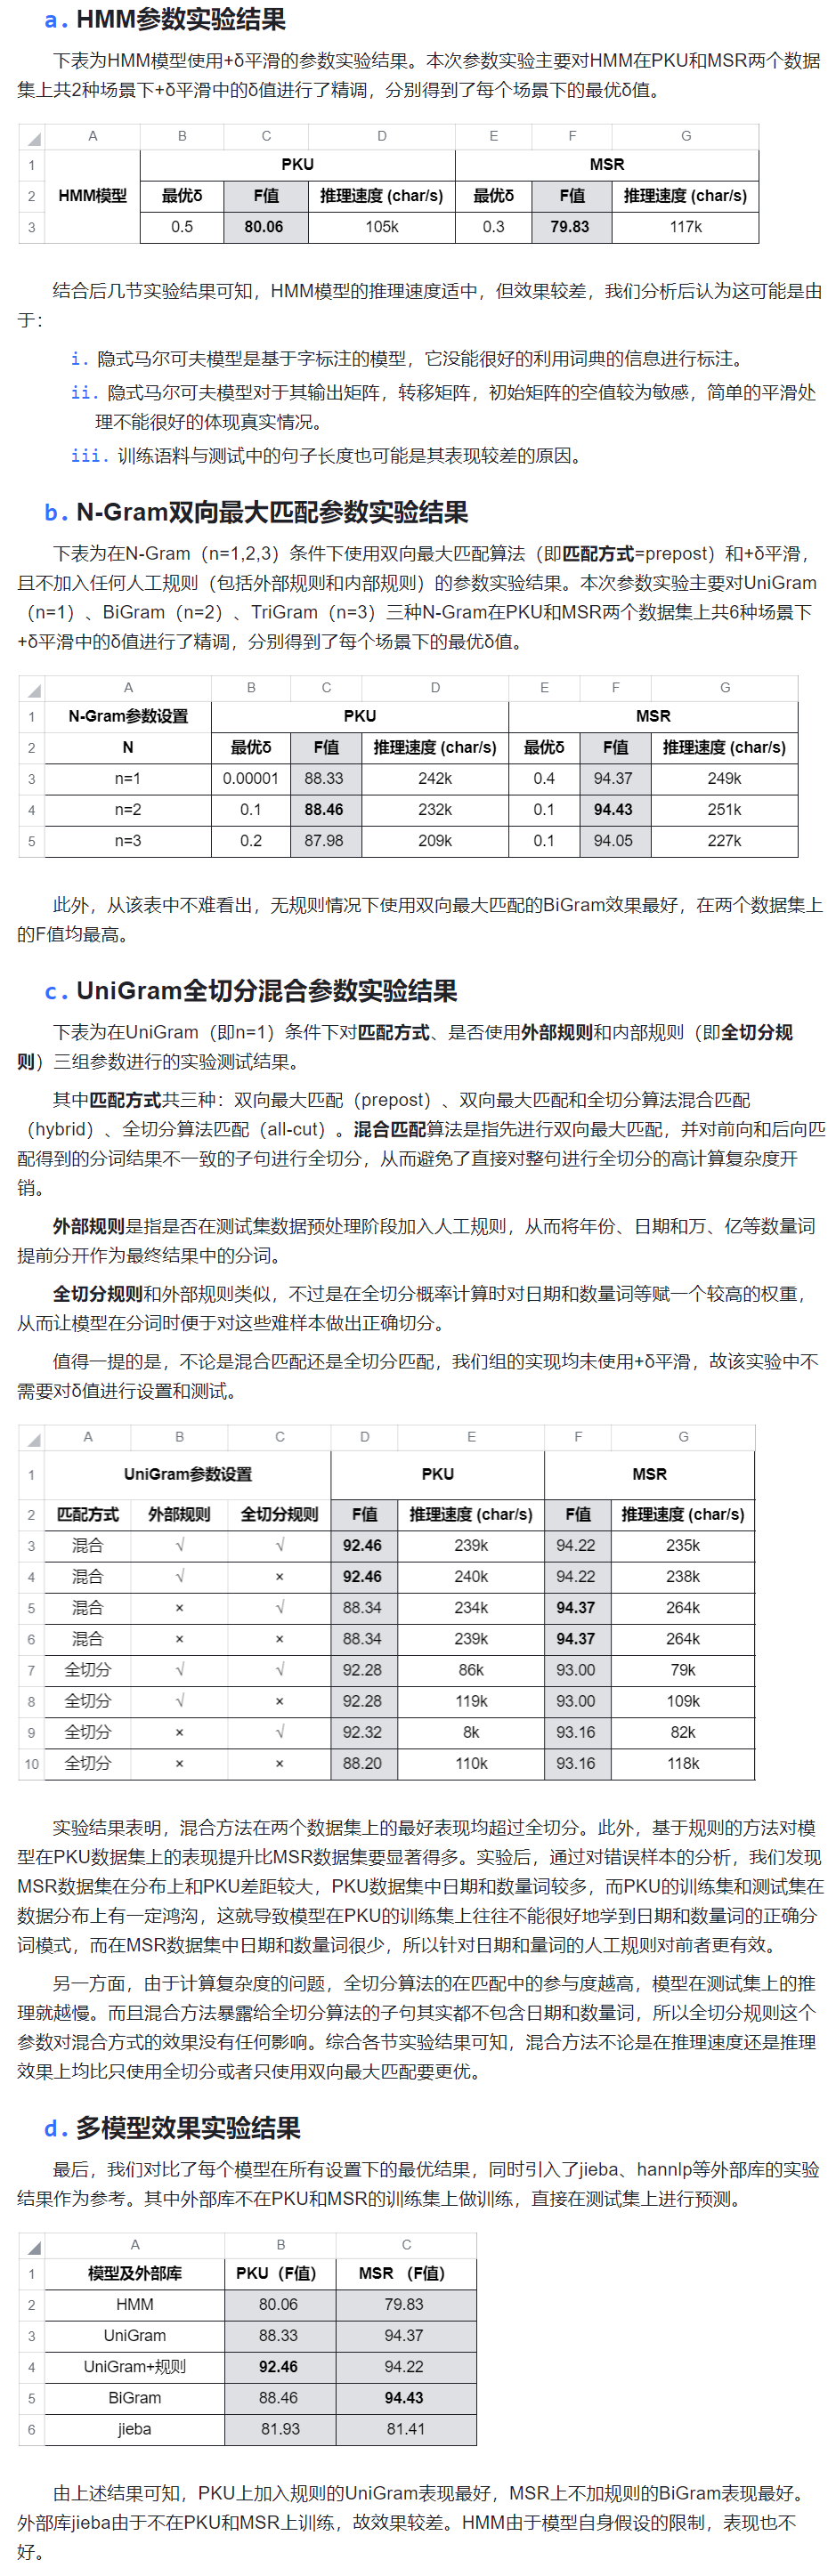 a. HMM参数实验结果
下表为HMM模型使用+δ平滑的参数实验结果。本次参数实验主要对HMM在PKU和MSR两个数据
集上共2种场景下+δ平滑中的δ值进行了精调，分别得到了每个场景下的最优δ值。
A B C D E F G
1 PKU MSR
2 HMM模型 最优δ F值 推理速度 (char/s) 最优δ F值 推理速度 (char/s)
3 0.5 80.06 105k 0.3 79.83 117k
结合后几节实验结果可知，HMM模型的推理速度适中，但效果较差，我们分析后认为这可能是由
于：
i. 隐式马尔可夫模型是基于字标注的模型，它没能很好的利用词典的信息进行标注。
ii. 隐式马尔可夫模型对于其输出矩阵，转移矩阵，初始矩阵的空值较为敏感，简单的平滑处
理不能很好的体现真实情况。
iii. 训练语料与测试中的句子长度也可能是其表现较差的原因。
b. N-Gram双向最大匹配参数实验结果
下表为在N-Gram（n=1,2,3）条件下使用双向最大匹配算法（即匹配方式=prepost）和+δ平滑，
且不加入任何人工规则（包括外部规则和内部规则）的参数实验结果。本次参数实验主要对UniGram
（n=1）、BiGram（n=2）、TriGram（n=3）三种N-Gram在PKU和MSR两个数据集上共6种场景下
+δ平滑中的δ值进行了精调，分别得到了每个场景下的最优δ值。
A B C D E F G
1 N-Gram参数设置 PKU MSR
2 N 最优δ F值 推理速度 (char/s) 最优δ F值 推理速度 (char/s)
3 n=1 0.00001 88.33 242k 0.4 94.37 249k
4 n=2 0.1 88.46 232k 0.1 94.43 251k
5 n=3 0.2 87.98 209k 0.1 94.05 227k
此外，从该表中不难看出，无规则情况下使用双向最大匹配的BiGram效果最好，在两个数据集上
的F值均最高。
c. UniGram全切分混合参数实验结果
下表为在UniGram（即n=1）条件下对匹配方式、是否使用外部规则和内部规则（即全切分规
则）三组参数进行的实验测试结果。
其中匹配方式共三种：双向最大匹配（prepost）、双向最大匹配和全切分算法混合匹配
（hybrid）、全切分算法匹配（all-cut）。混合匹配算法是指先进行双向最大匹配，并对前向和后向匹
配得到的分词结果不一致的子句进行全切分，从而避免了直接对整句进行全切分的高计算复杂度开
销。
外部规则是指是否在测试集数据预处理阶段加入人工规则，从而将年份、日期和万、亿等数量词
提前分开作为最终结果中的分词。
全切分规则和外部规则类似，不过是在全切分概率计算时对日期和数量词等赋一个较高的权重，
从而让模型在分词时便于对这些难样本做出正确切分。
值得一提的是，不论是混合匹配还是全切分匹配，我们组的实现均未使用+δ平滑，故该实验中不
需要对δ值进行设置和测试。
A B C D E F G
1 UniGram参数设置 PKU MSR
2 匹配方式 外部规则 全切分规则 F值 推理速度 (char/s) F值 推理速度 (char/s)
3 混合 √ √ 92.46 239k 94.22 235k
4 混合 √ × 92.46 240k 94.22 238k
5 混合 × √ 88.34 234k 94.37 264k
6 混合 × × 88.34 239k 94.37 264k
7 全切分 √ √ 92.28 86k 93.00 79k
8 全切分 √ × 92.28 119k 93.00 109k
9 全切分 × √ 92.32 8k 93.16 82k
10 全切分 × × 88.20 110k 93.16 118k
实验结果表明，混合方法在两个数据集上的最好表现均超过全切分。此外，基于规则的方法对模
型在PKU数据集上的表现提升比MSR数据集要显著得多。实验后，通过对错误样本的分析，我们发现
MSR数据集在分布上和PKU差距较大，PKU数据集中日期和数量词较多，而PKU的训练集和测试集在
数据分布上有一定鸿沟，这就导致模型在PKU的训练集上往往不能很好地学到日期和数量词的正确分
词模式，而在MSR数据集中日期和数量词很少，所以针对日期和量词的人工规则对前者更有效。
另一方面，由于计算复杂度的问题，全切分算法的在匹配中的参与度越高，模型在测试集上的推
理就越慢。而且混合方法暴露给全切分算法的子句其实都不包含日期和数量词，所以全切分规则这个
参数对混合方式的效果没有任何影响。综合各节实验结果可知，混合方法不论是在推理速度还是推理
效果上均比只使用全切分或者只使用双向最大匹配要更优。
d. 多模型效果实验结果
最后，我们对比了每个模型在所有设置下的最优结果，同时引入了jieba、hannlp等外部库的实验
结果作为参考。其中外部库不在PKU和MSR的训练集上做训练，直接在测试集上进行预测。
A B C
1 模型及外部库 PKU（F值） MSR （F值）
2 HMM 80.06 79.83
3 UniGram 88.33 94.37
4 UniGram+规则 92.46 94.22
5 BiGram 88.46 94.43
6 jieba 81.93 81.41
由上述结果可知，PKU上加入规则的UniGram表现最好，MSR上不加规则的BiGram表现最好。
外部库jieba由于不在PKU和MSR上训练，故效果较差。HMM由于模型自身假设的限制，表现也不
好。